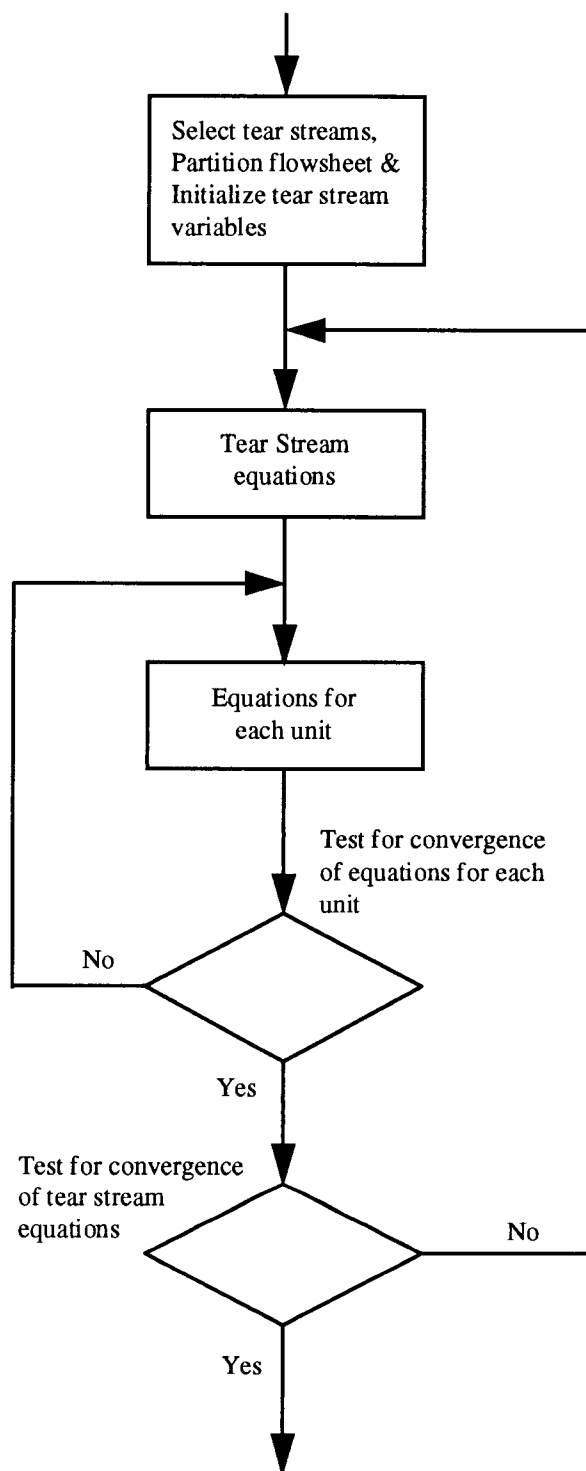 Select tear streams,
Partition flowsheet &
Initialize tear stream
variables
Tear Stream
equations
Equations for
each unit
Test for convergence
of equations for each
unit
No
Yes
Test for convergence
of tear stream
equations
No
Yes